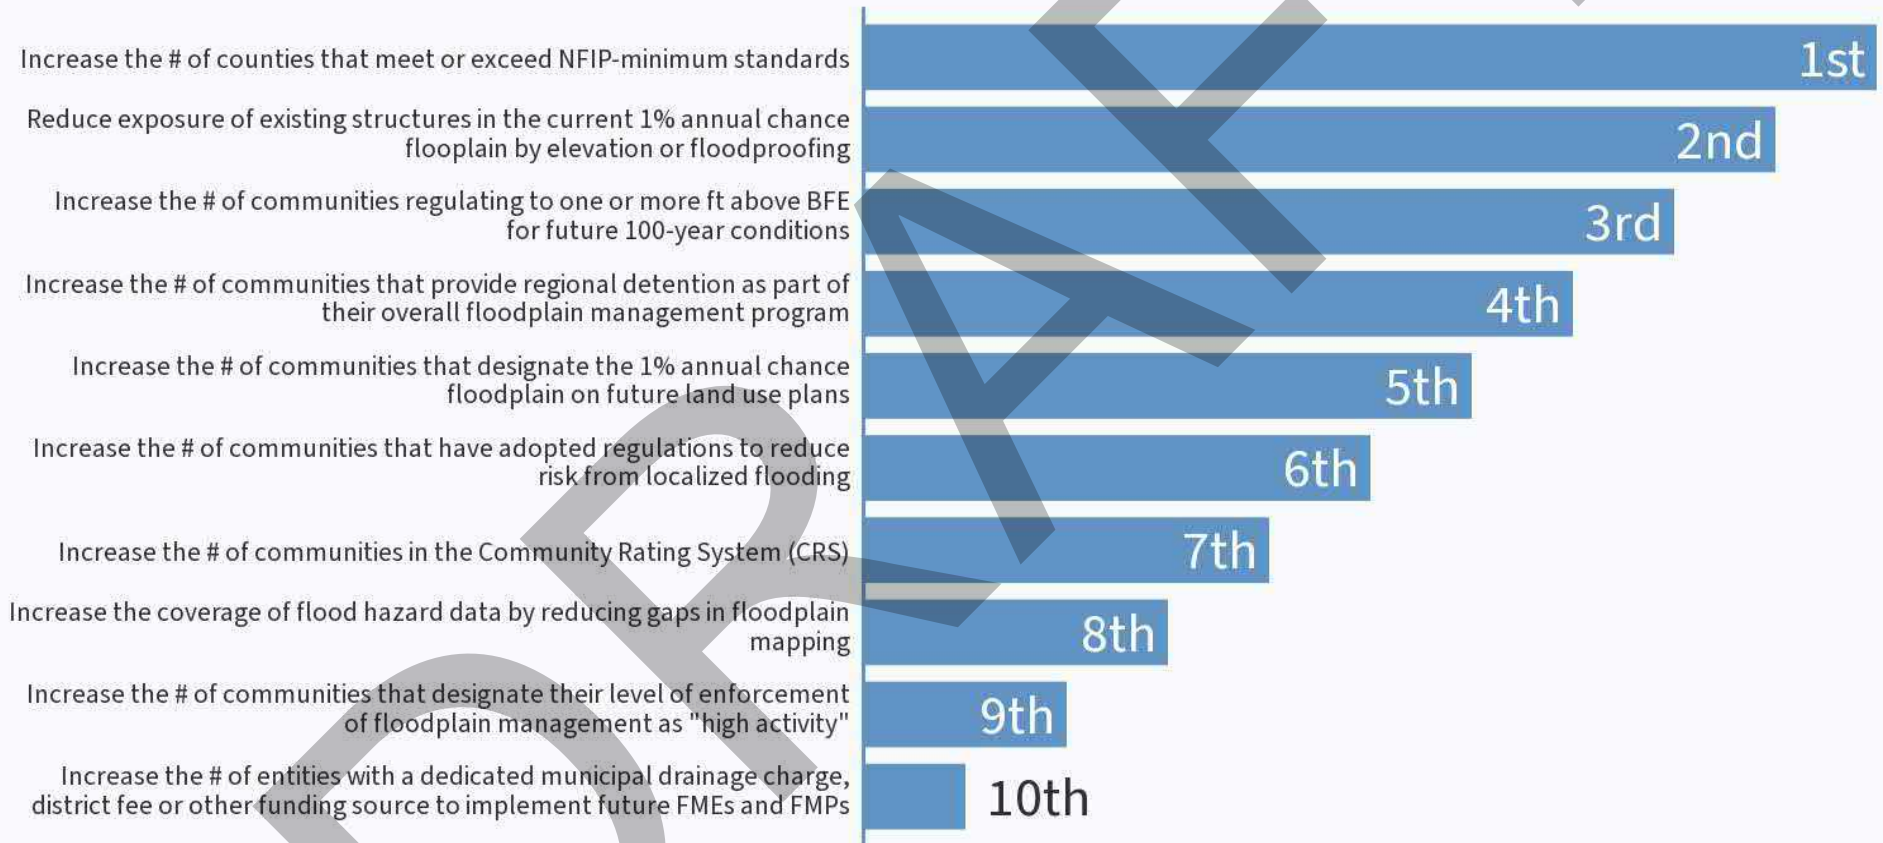 Increase the # of counties that meet or exceed NFIP-minimum standards
1st
Reduce exposure of existing structures in the current 1% annual chance
flooplain by elevation or floodproofing
2nd
Increase the # of communities regulating to one or more ft above BFE
for future 100-year conditions
3rd
Increase the # of communities that provide regional detention as part of
their overall floodplain management program
4th
Increase the # of communities that designate the 1% annual chance
floodplain on future land use plans
5th
Increase the # of communities that have adopted regulations to reduce
risk from localized flooding
6th
Increase the # of communities in the Community Rating System (CRS)
7th
Increase the coverage of flood hazard data by reducing gaps in floodplain
mapping
8th
Increase the # of communities that designate their level of enforcement
of floodplain management as "high activity"
9th
Increase the # of entities with a dedicated municipal drainage charge,
district fee or other funding source to implement future FMEs and FMPs
10th
DRAF